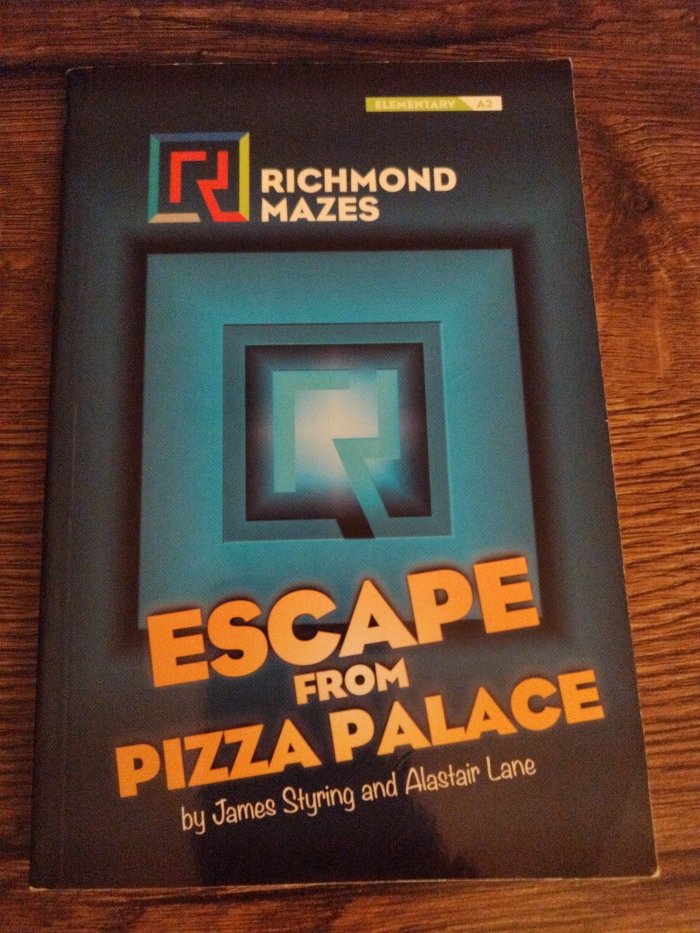 ELEMENTARY A2
RICHMOND
MAZES
ESCAPE
FROM
PIZZA PALACE
by James Styring and Alastair Lane